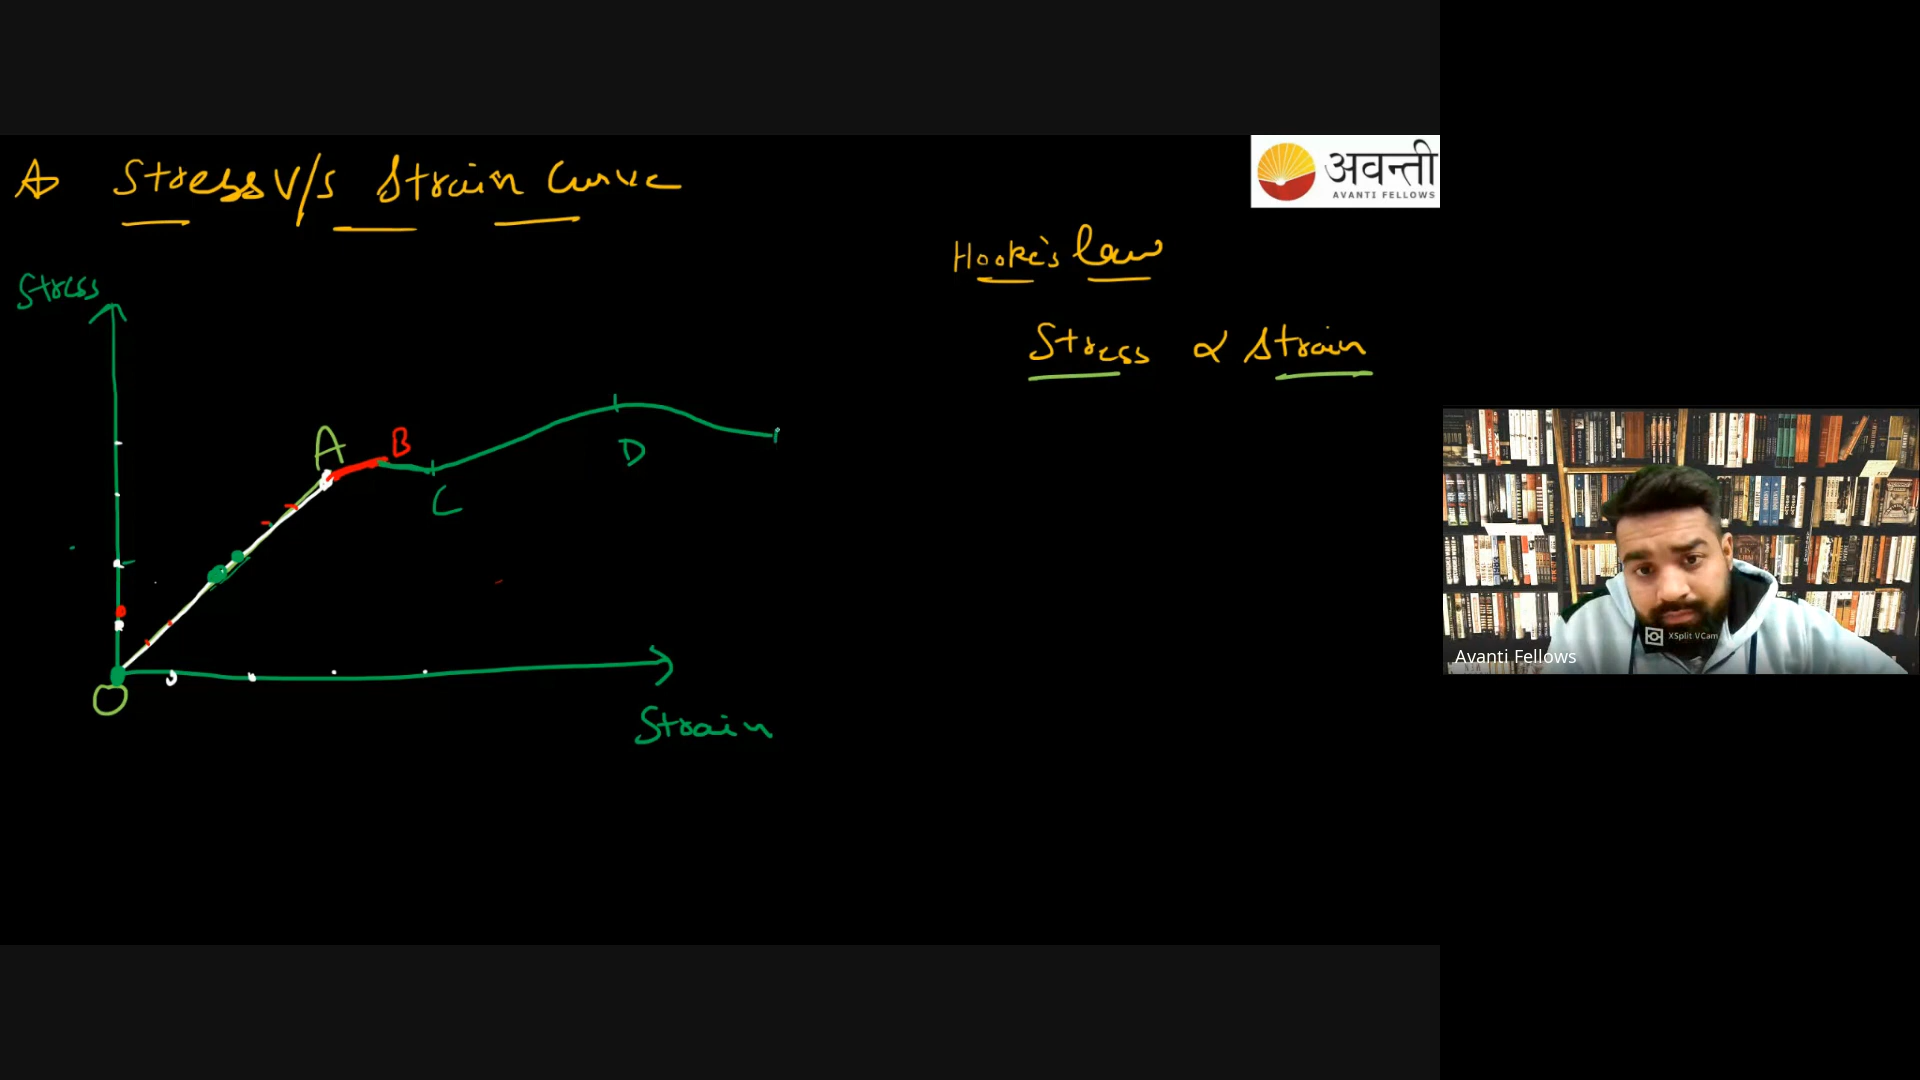 Stress V/s Strain Curve
अवन्ती
AVANTI FELLOWS
Hooke's law
Stress
Stress ∝ Strain
A
B
D
C
XSplit VCam
Avanti Fellows
O
Strain